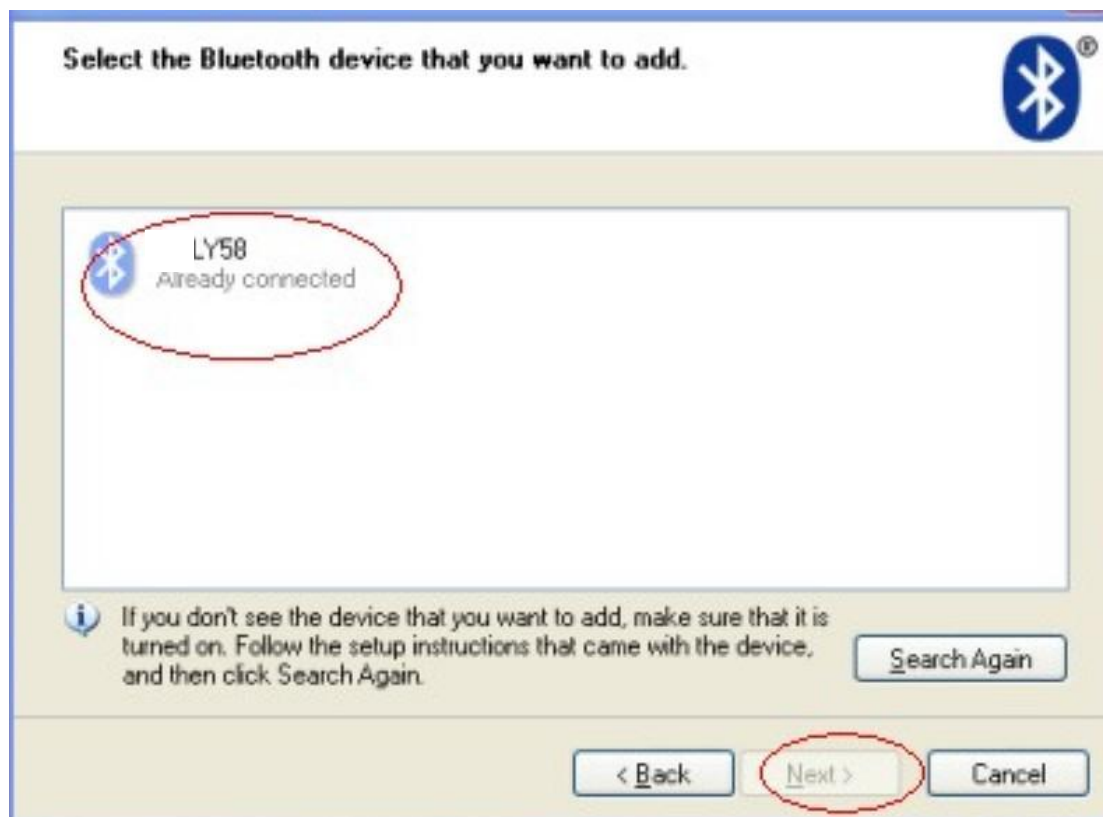 Select the Bluetooth device that you want to add.
®
LY58
Already connected
If you don't see the device that you want to add, make sure that it is
turned on. Follow the setup instructions that came with the device,
and then click Search Again.
Search Again
< Back
Next >
Cancel